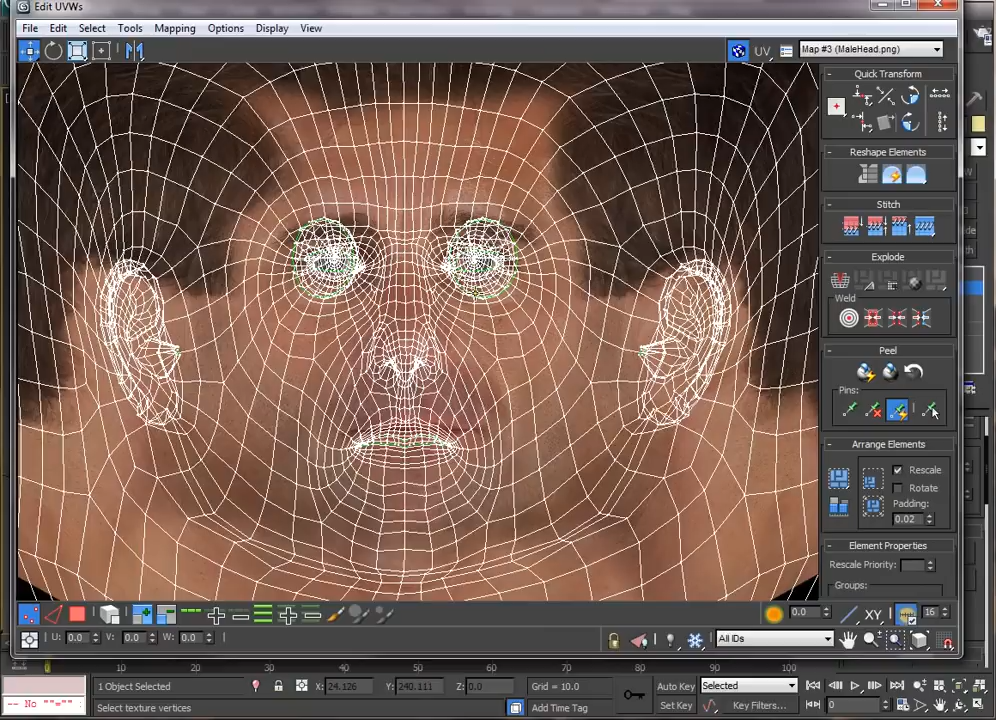 Edit UVWs
File Edit Select Tools Mapping Options Display View
UV Map #3 (MaleHead.png)
Quick Transform
Reshape Elements
Stitch
Explode
Weld
Peel
Pins:
Arrange Elements
Rescale
Rotate
Padding:
0.02
Element Properties
Rescale Priority:
Groups:
0.0 XY 16
U: 0.0 V: 0.0 W: 0.0 All IDs
0 10 20 30 40 50 60 70 80 90 100
1 Object Selected X: 24.126 Y: 240.111 Z: 0.0 Grid = 10.0 Auto Key Selected
-- No "="" : Select texture vertices Add Time Tag Set Key Key Filters... 0